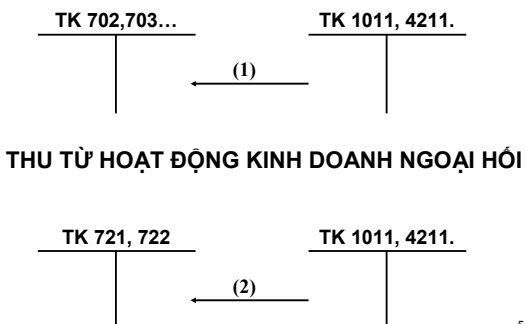 TK 702,703… TK 1011, 4211.
(1)
THU TỪ HOẠT ĐỘNG KINH DOANH NGOẠI HỐI
TK 721, 722 TK 1011, 4211.
(2)
5